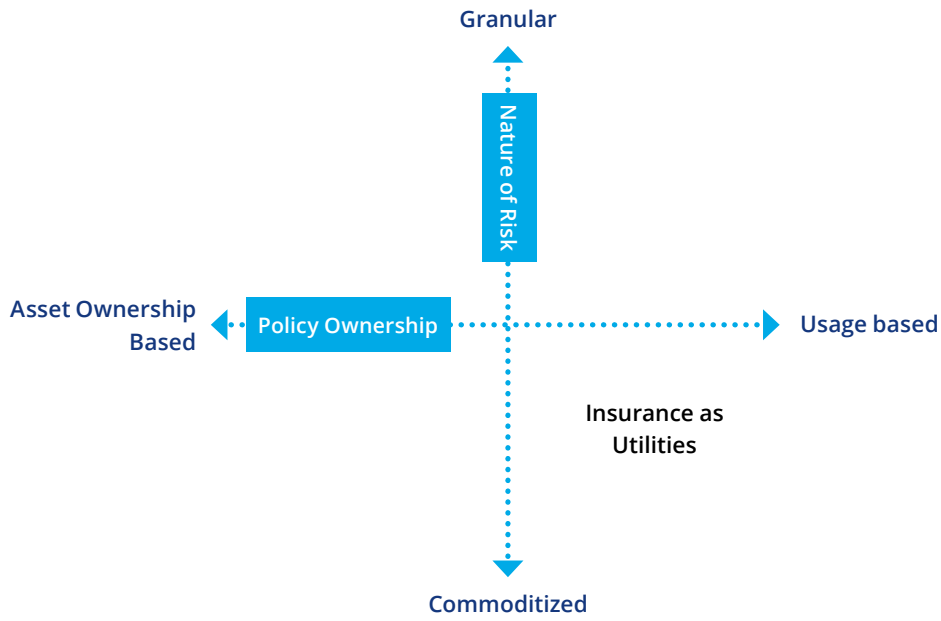 Granular
Nature of Risk
Asset Ownership
Based
Policy Ownership
Usage based
Insurance as
Utilities
Commoditized